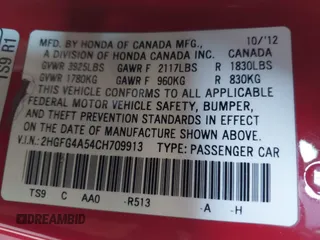 TS9 R1
MFD. BY HONDA OF CANADA MFG., 10/'12
A DIVISION OF HONDA CANADA INC. CANADA
GVWR 3925LBS GAWR F 2117LBS R 1830LBS
GVWR 1780KG GAWR F 960KG R 830KG
THIS VEHICLE CONFORMS TO ALL APPLICABLE
FEDERAL MOTOR VEHICLE SAFETY, BUMPER,
AND THEFT PREVENTION STANDARDS IN EFFECT
ON THE DATE OF MANUFACTURE SHOWN ABOVE.
V.I.N.: 2HGFG4A54CH709913 TYPE: PASSENGER CAR
TS9 C AA0 -R513 -A -H
DREAMBID